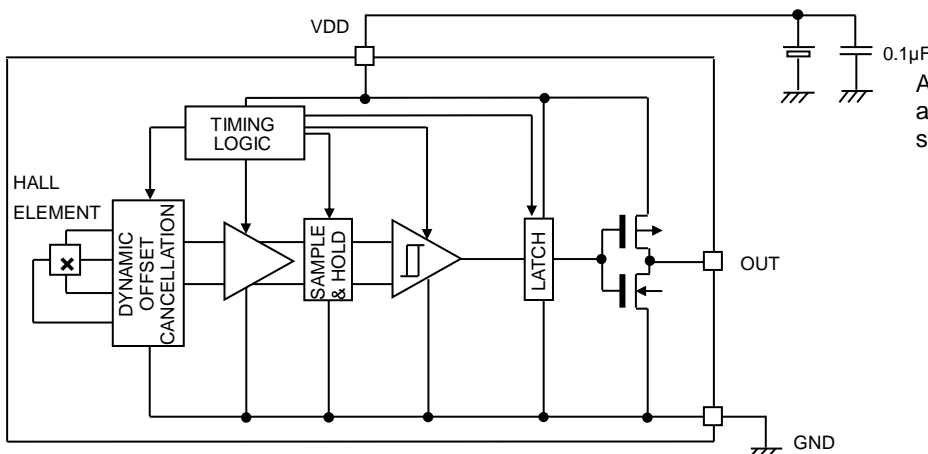 VDD
0.1µF
A
a
s
TIMING
LOGIC
HALL
ELEMENT
DYNAMIC
OFFSET
CANCELLATION
SAMPLE
& HOLD
LATCH
OUT
GND